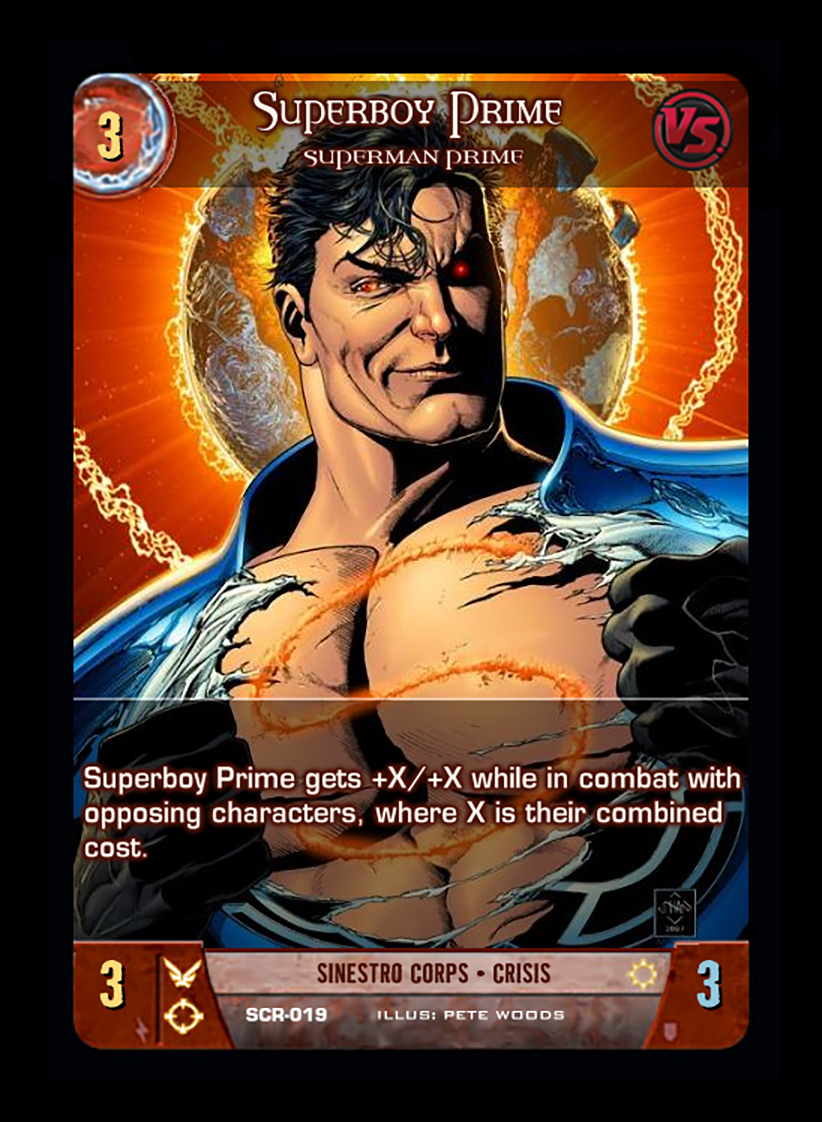 3
SUPERBOY PRIME
SUPERMAN PRIME
VS.
Superboy Prime gets +X/+X while in combat with
opposing characters, where X is their combined
cost.
2007
3
SINESTRO CORPS • CRISIS
3
SCR-019
ILLUS: PETE WOODS